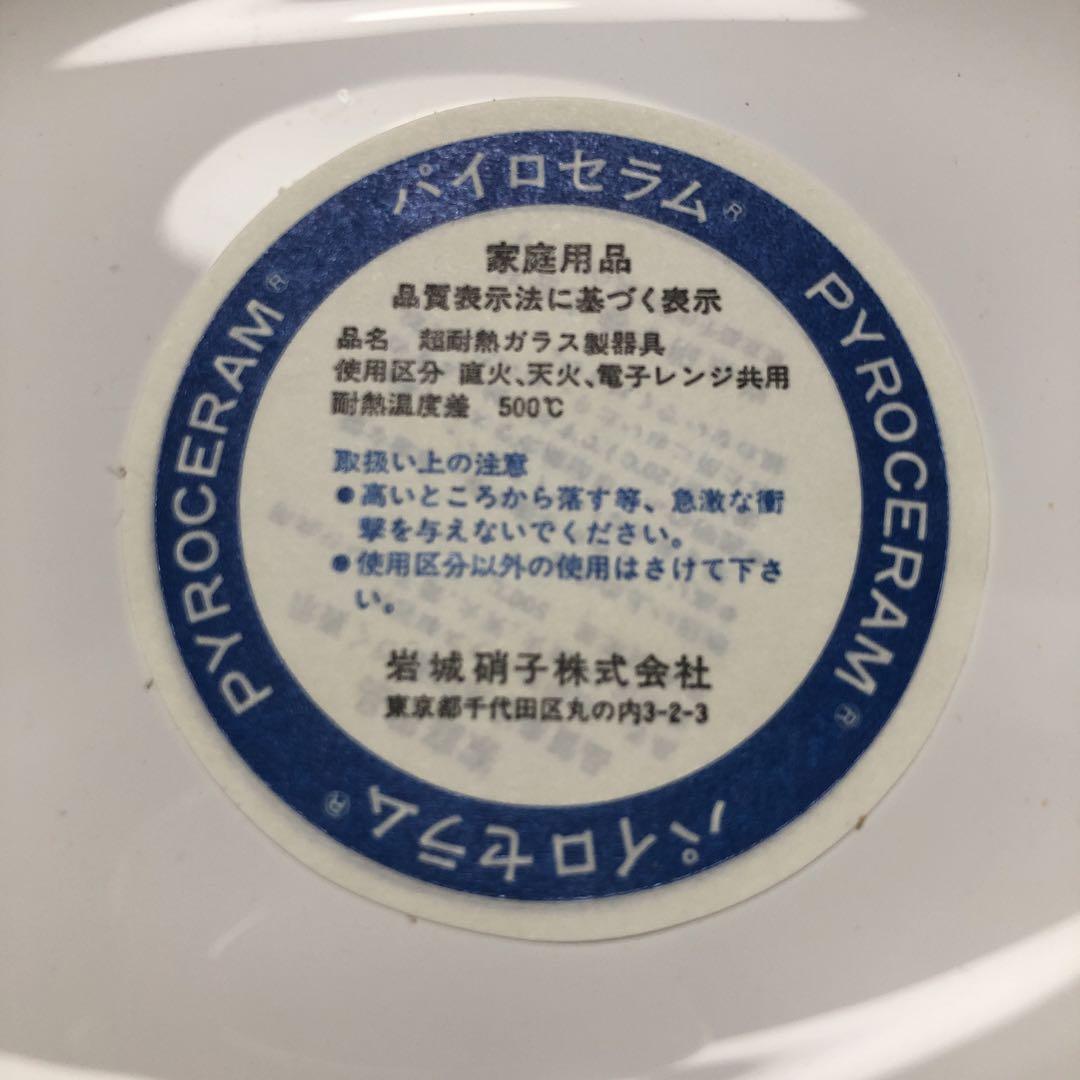 パイロセラム®
PYROCERAM®
PYROCERAM®
家庭用品
品質表示法に基づく表示
品名 超耐熱ガラス製器具
使用区分 直火、天火、電子レンジ共用
耐熱温度差 500℃
取扱い上の注意
●高いところから落す等、急激な衝
撃を与えないでください。
●使用区分以外の使用はさけて下さ
い。
岩城硝子株式会社
東京都千代田区丸の内3-2-3
パイロセラム®